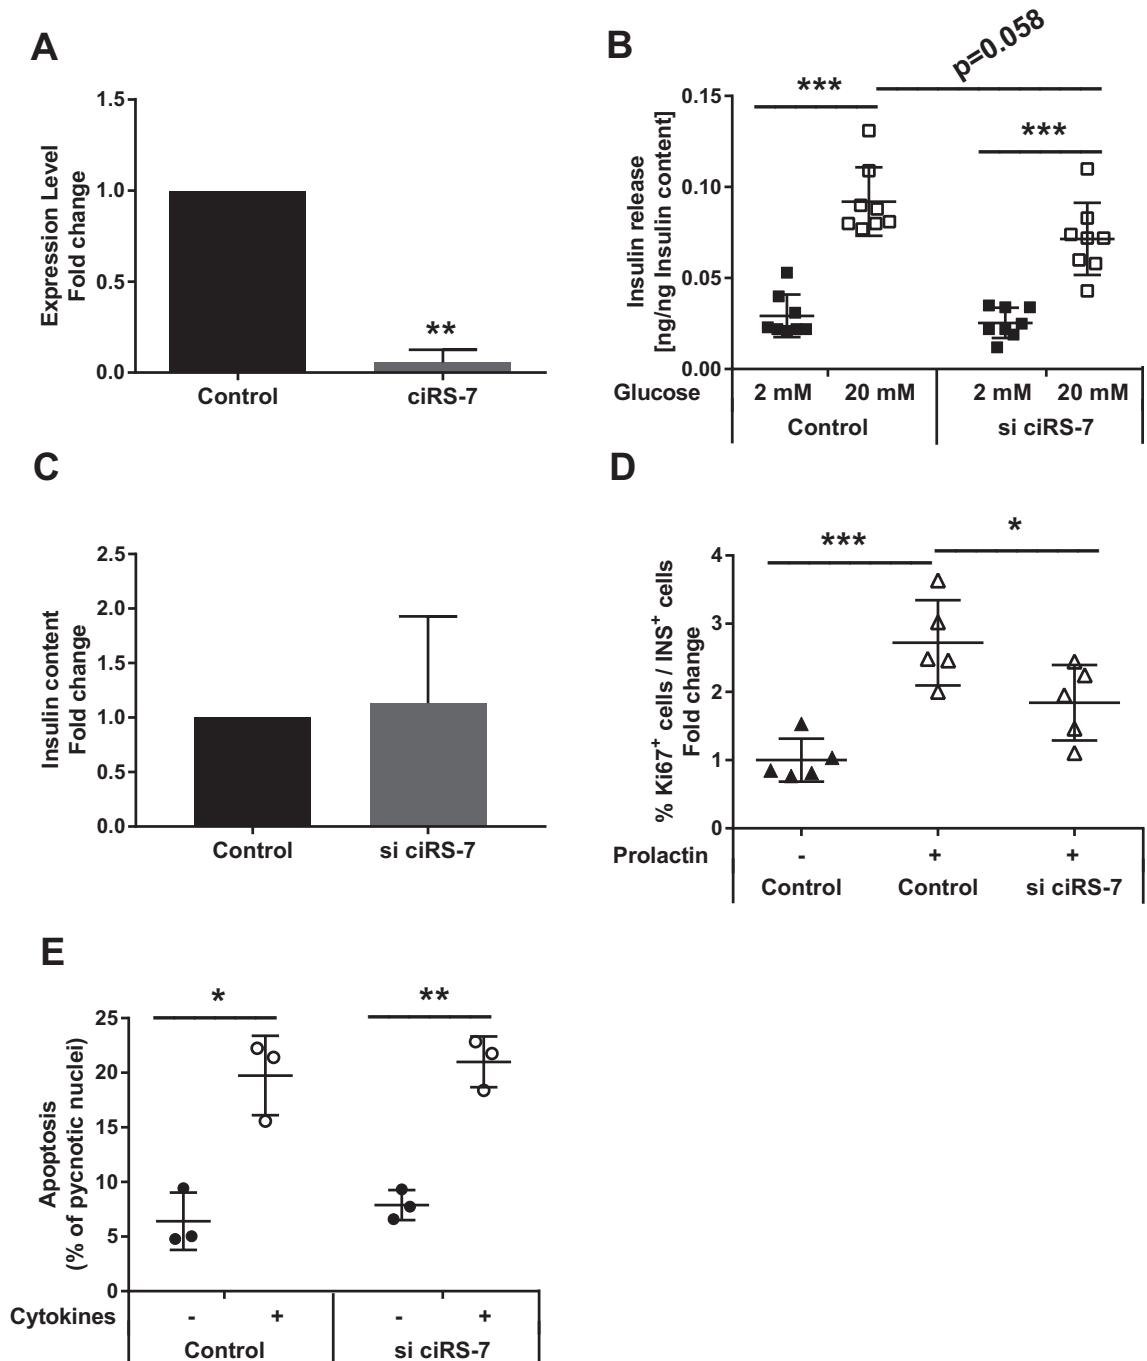 A
1.5
1.0
0.5
0.0
Expression Level
Fold change
**
Control
ciRS-7
B
p=0.058
***
***
0.15
0.10
0.05
0.00
Insulin release
[ng/ng Insulin content]
Glucose
2 mM
20 mM
2 mM
20 mM
Control
si ciRS-7
C
2.5
2.0
1.5
1.0
0.5
0.0
Insulin content
Fold change
Control
si ciRS-7
D
***
*
4
3
2
1
0
% Ki67⁺ cells / INS⁺ cells
Fold change
Prolactin
-
+
+
Control
Control
si ciRS-7
E
*
**
25
20
15
10
5
0
Apoptosis
(% of pycnotic nuclei)
Cytokines
-
+
-
+
Control
si ciRS-7